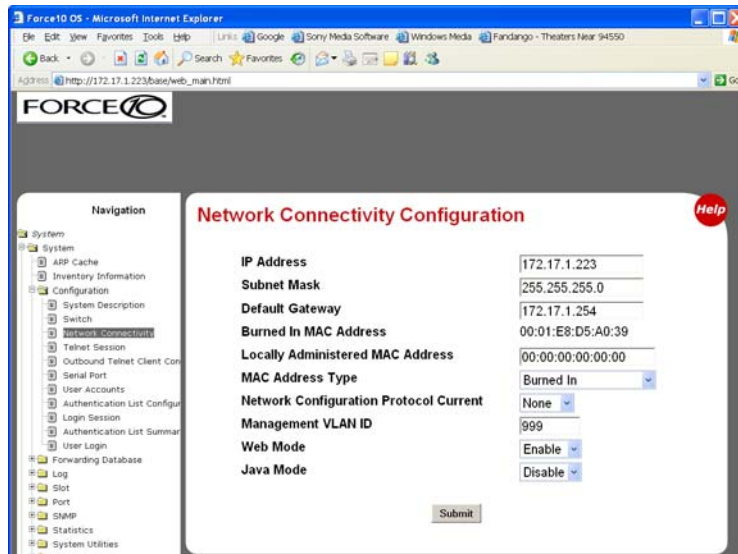 Force10 OS - Microsoft Internet Explorer
File Edit View Favorites Tools Help Links Google Sony Media Software Windows Media Fandango - Theaters Near 94550
Back Search Favorites
Address http://172.17.1.223/base/web_main.html Go
FORCE10
Navigation
System
System
ARP Cache
Inventory Information
Configuration
System Description
Switch
Network Connectivity
Telnet Session
Outbound Telnet Client Con
Serial Port
User Accounts
Authentication List Configur
Login Session
Authentication List Summar
User Login
Forwarding Database
Log
Slot
Port
SNMP
Statistics
System Utilities
Network Connectivity Configuration
Help
IP Address 172.17.1.223
Subnet Mask 255.255.255.0
Default Gateway 172.17.1.254
Burned In MAC Address 00:01:E8:D5:A0:39
Locally Administered MAC Address 00:00:00:00:00:00
MAC Address Type Burned In
Network Configuration Protocol Current None
Management VLAN ID 999
Web Mode Enable
Java Mode Disable
Submit